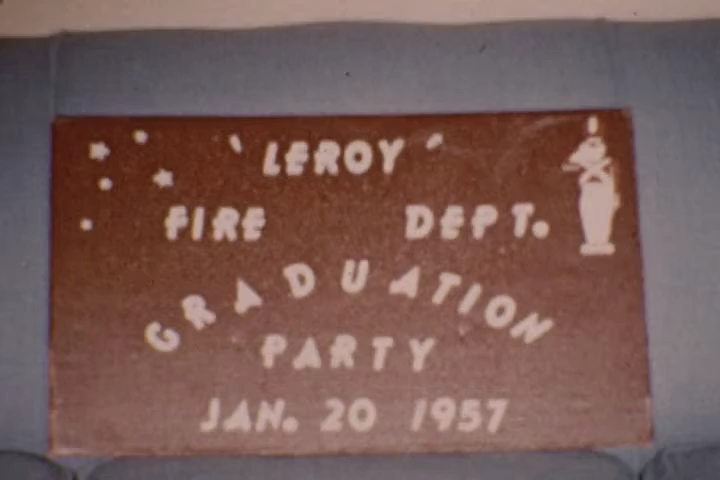 ' LEROY '
FIRE DEPT.
GRADUATION
PARTY
JAN. 20 1957